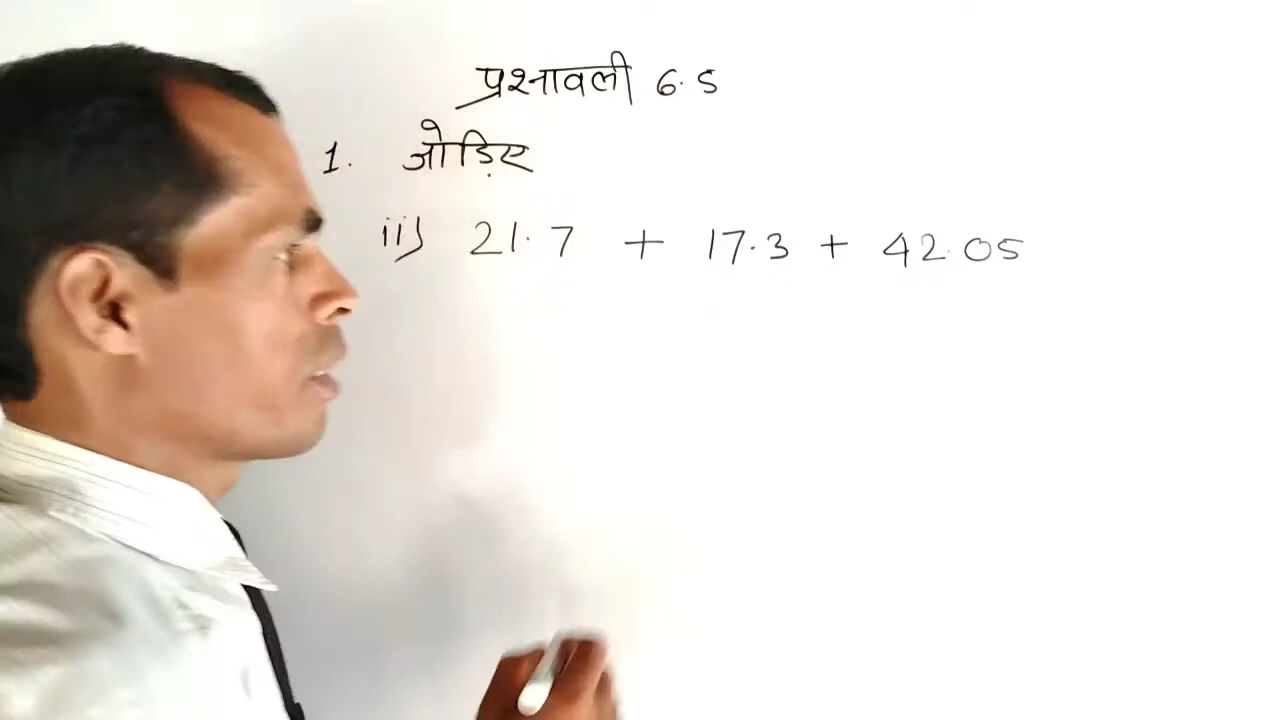 प्रश्नावली 6.5
1. जोड़िए
ii) 21.7 + 17.3 + 42.05